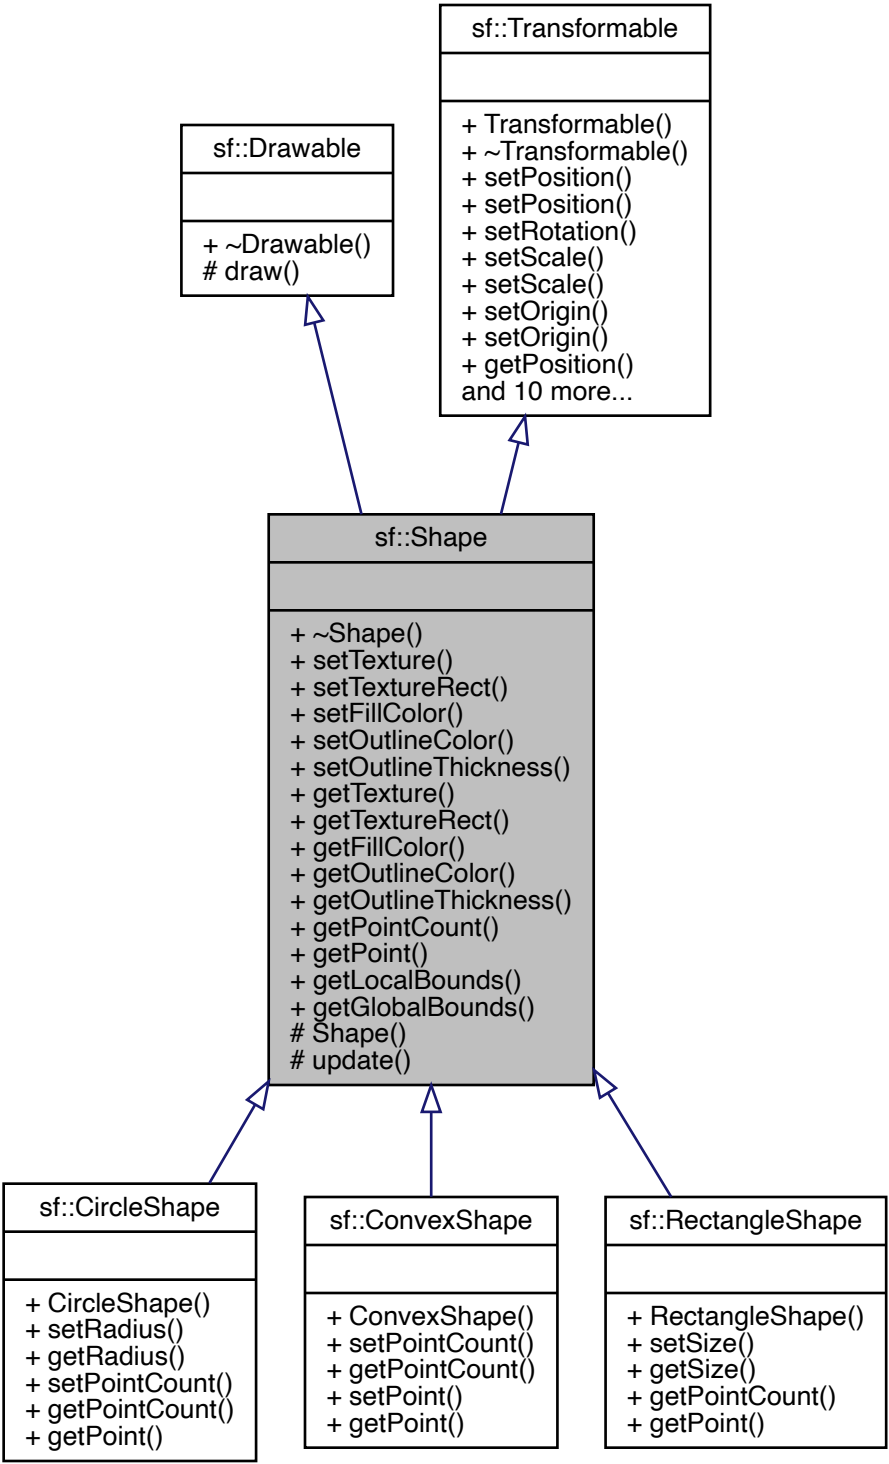 sf::Transformable
+ Transformable()
+ ~Transformable()
+ setPosition()
+ setPosition()
+ setRotation()
+ setScale()
+ setScale()
+ setOrigin()
+ setOrigin()
+ getPosition()
and 10 more...
sf::Drawable
+ ~Drawable()
# draw()
sf::Shape
+ ~Shape()
+ setTexture()
+ setTextureRect()
+ setFillColor()
+ setOutlineColor()
+ setOutlineThickness()
+ getTexture()
+ getTextureRect()
+ getFillColor()
+ getOutlineColor()
+ getOutlineThickness()
+ getPointCount()
+ getPoint()
+ getLocalBounds()
+ getGlobalBounds()
# Shape()
# update()
sf::CircleShape
+ CircleShape()
+ setRadius()
+ getRadius()
+ setPointCount()
+ getPointCount()
+ getPoint()
sf::ConvexShape
+ ConvexShape()
+ setPointCount()
+ getPointCount()
+ setPoint()
+ getPoint()
sf::RectangleShape
+ RectangleShape()
+ setSize()
+ getSize()
+ getPointCount()
+ getPoint()